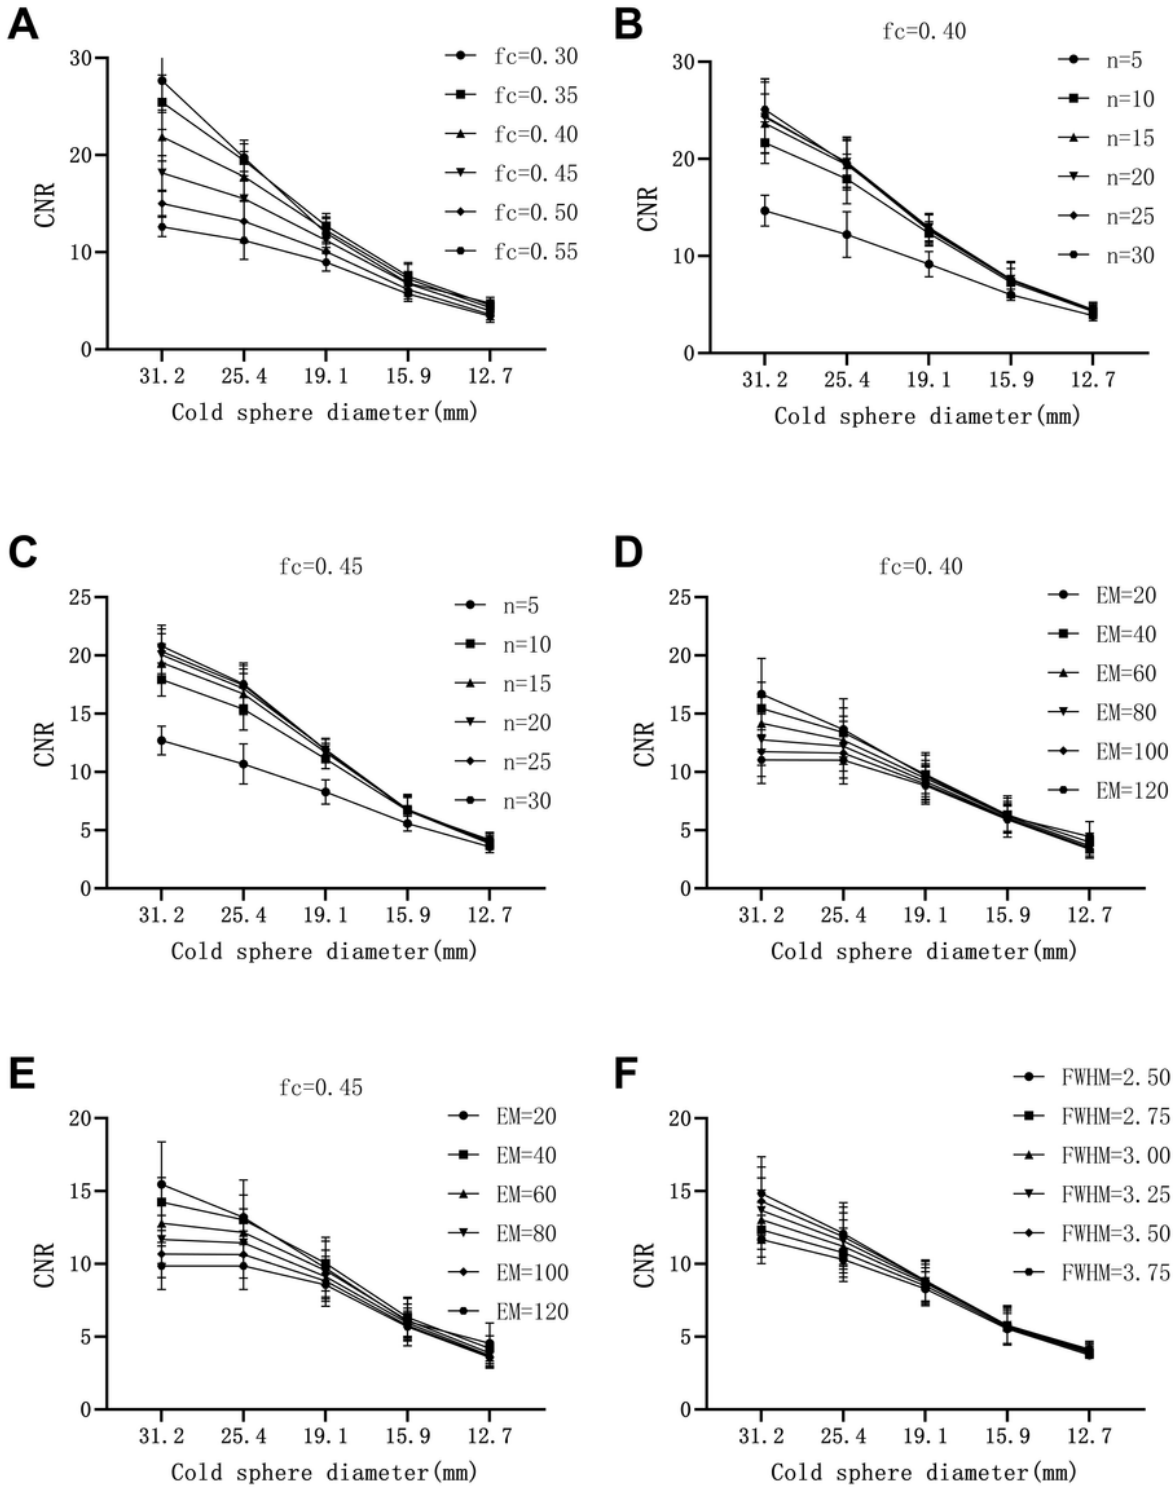 A
30
20
10
0
CNR
31.2 25.4 19.1 15.9 12.7
Cold sphere diameter(mm)
fc=0.30
fc=0.35
fc=0.40
fc=0.45
fc=0.50
fc=0.55
B
fc=0.40
30
20
10
0
CNR
31.2 25.4 19.1 15.9 12.7
Cold sphere diameter(mm)
n=5
n=10
n=15
n=20
n=25
n=30
C
fc=0.45
25
20
15
10
5
0
CNR
31.2 25.4 19.1 15.9 12.7
Cold sphere diameter(mm)
n=5
n=10
n=15
n=20
n=25
n=30
D
fc=0.40
25
20
15
10
5
0
CNR
31.2 25.4 19.1 15.9 12.7
Cold sphere diameter(mm)
EM=20
EM=40
EM=60
EM=80
EM=100
EM=120
E
fc=0.45
20
15
10
5
0
CNR
31.2 25.4 19.1 15.9 12.7
Cold sphere diameter(mm)
EM=20
EM=40
EM=60
EM=80
EM=100
EM=120
F
20
15
10
5
0
CNR
31.2 25.4 19.1 15.9 12.7
Cold sphere diameter(mm)
FWHM=2.50
FWHM=2.75
FWHM=3.00
FWHM=3.25
FWHM=3.50
FWHM=3.75